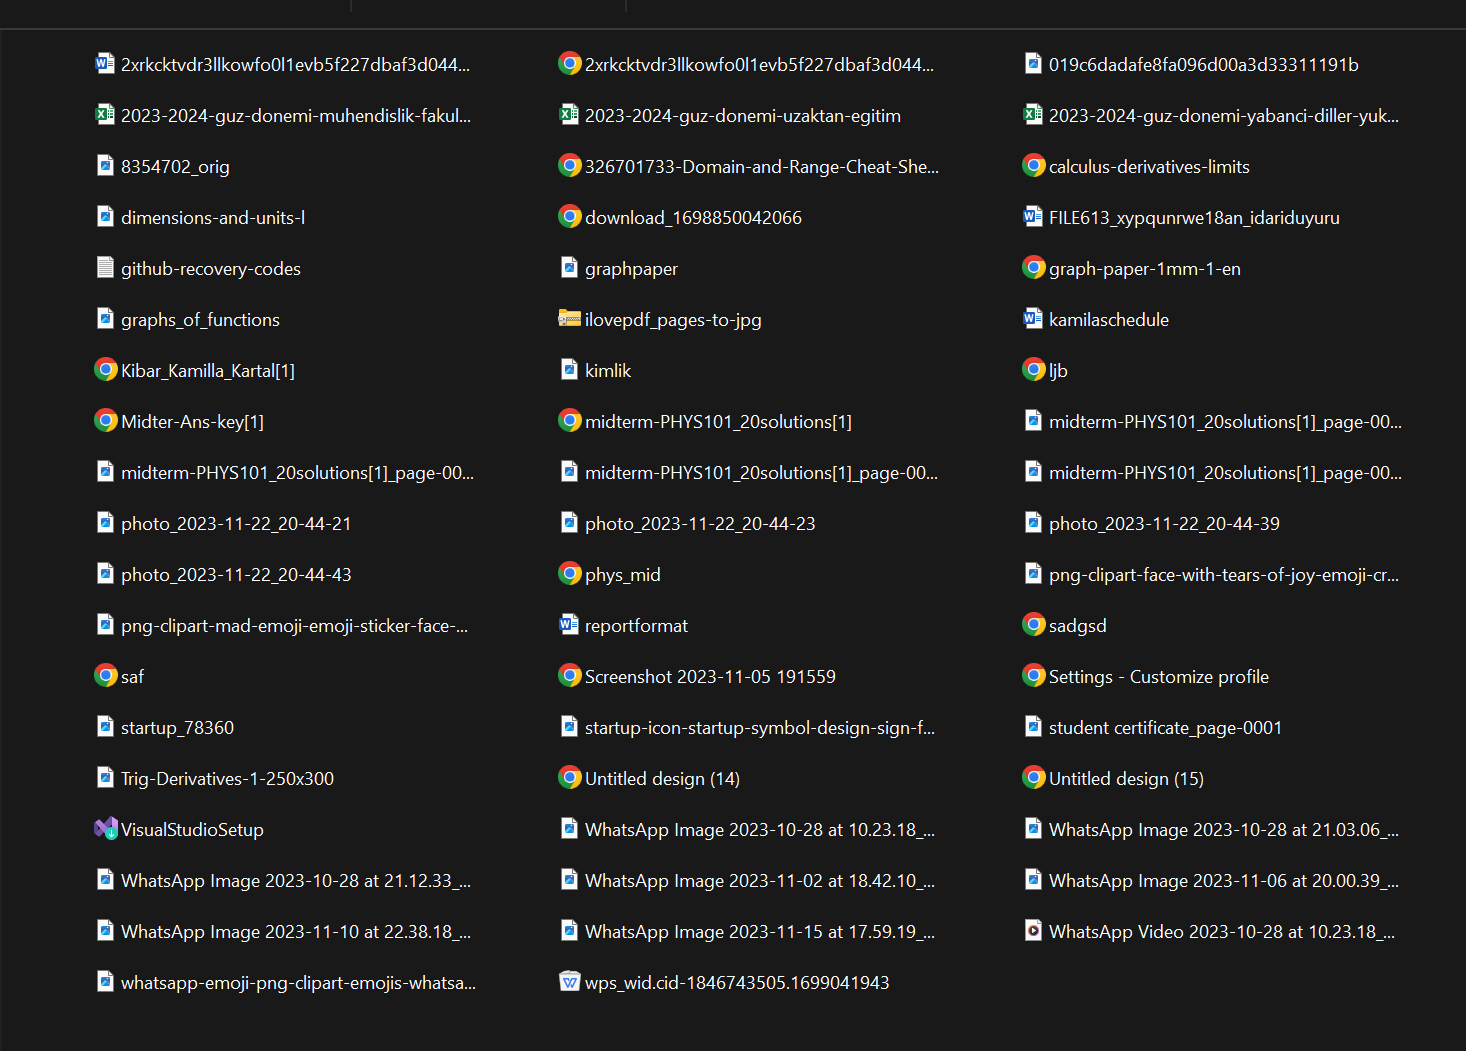 2xrkcktvdr3llkowfo0l1evb5f227dbaf3d044...
2xrkcktvdr3llkowfo0l1evb5f227dbaf3d044...
019c6dadafe8fa096d00a3d33311191b
2023-2024-guz-donemi-muhendislik-fakul...
2023-2024-guz-donemi-uzaktan-egitim
2023-2024-guz-donemi-yabanci-diller-yuk...
8354702_orig
326701733-Domain-and-Range-Cheat-She...
calculus-derivatives-limits
dimensions-and-units-l
download_1698850042066
FILE613_xypqunrwe18an_idariduyuru
github-recovery-codes
graphpaper
graph-paper-1mm-1-en
graphs_of_functions
ilovepdf_pages-to-jpg
kamilaschedule
Kibar_Kamilla_Kartal[1]
kimlik
ljb
Midter-Ans-key[1]
midterm-PHYS101_20solutions[1]
midterm-PHYS101_20solutions[1]_page-00...
midterm-PHYS101_20solutions[1]_page-00...
midterm-PHYS101_20solutions[1]_page-00...
midterm-PHYS101_20solutions[1]_page-00...
photo_2023-11-22_20-44-21
photo_2023-11-22_20-44-23
photo_2023-11-22_20-44-39
photo_2023-11-22_20-44-43
phys_mid
png-clipart-face-with-tears-of-joy-emoji-cr...
png-clipart-mad-emoji-emoji-sticker-face-...
reportformat
sadgsd
saf
Screenshot 2023-11-05 191559
Settings - Customize profile
startup_78360
startup-icon-startup-symbol-design-sign-f...
student certificate_page-0001
Trig-Derivatives-1-250x300
Untitled design (14)
Untitled design (15)
VisualStudioSetup
WhatsApp Image 2023-10-28 at 10.23.18_...
WhatsApp Image 2023-10-28 at 21.03.06_...
WhatsApp Image 2023-10-28 at 21.12.33_...
WhatsApp Image 2023-11-02 at 18.42.10_...
WhatsApp Image 2023-11-06 at 20.00.39_...
WhatsApp Image 2023-11-10 at 22.38.18_...
WhatsApp Image 2023-11-15 at 17.59.19_...
WhatsApp Video 2023-10-28 at 10.23.18_...
whatsapp-emoji-png-clipart-emojis-whatsa...
wps_wid.cid-1846743505.1699041943